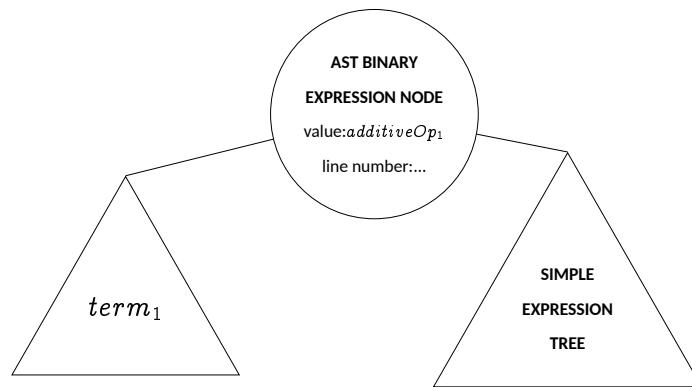 AST BINARY
EXPRESSION NODE
value:additiveOp₁
line number:...
term₁
SIMPLE
EXPRESSION
TREE